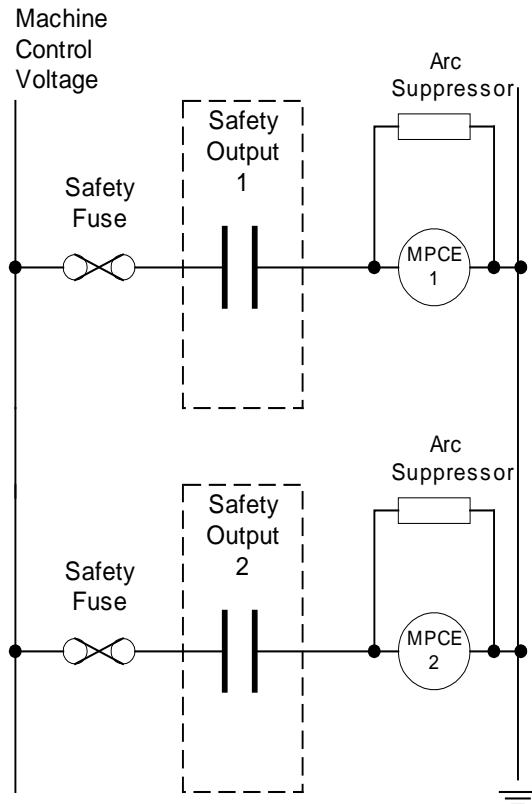 Machine
Control
Voltage
Arc
Suppressor
Safety
Output
1
Safety
Fuse
MPCE
1
Arc
Suppressor
Safety
Output
2
Safety
Fuse
MPCE
2